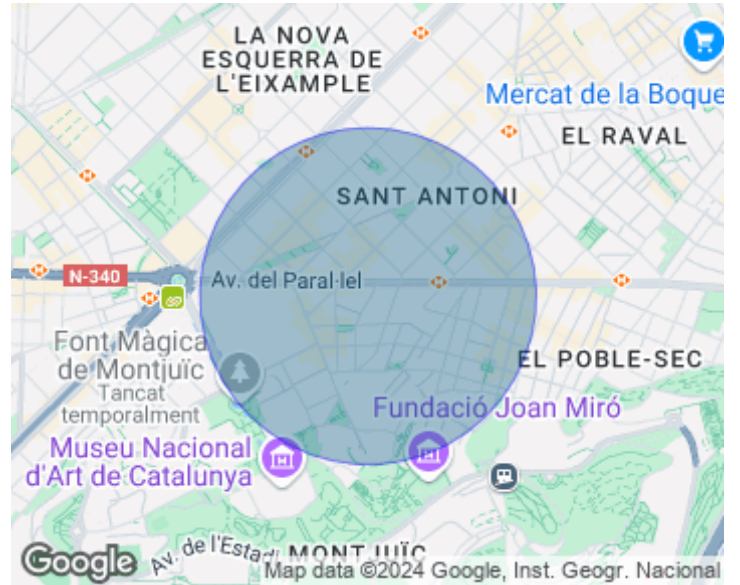 LA NOVA
ESQUERRA DE
L'EIXAMPLE
Mercat de la Boque
EL RAVAL
SANT ANTONI
N-340
Av. del Paral·lel
Font Màgica
de Montjuïc
Tancat
temporalment
EL POBLE-SEC
Fundació Joan Miró
Museu Nacional
d'Art de Catalunya
Av. de l'Estadi
MONTJUÏC
Google
Map data ©2024 Google, Inst. Geogr. Nacional